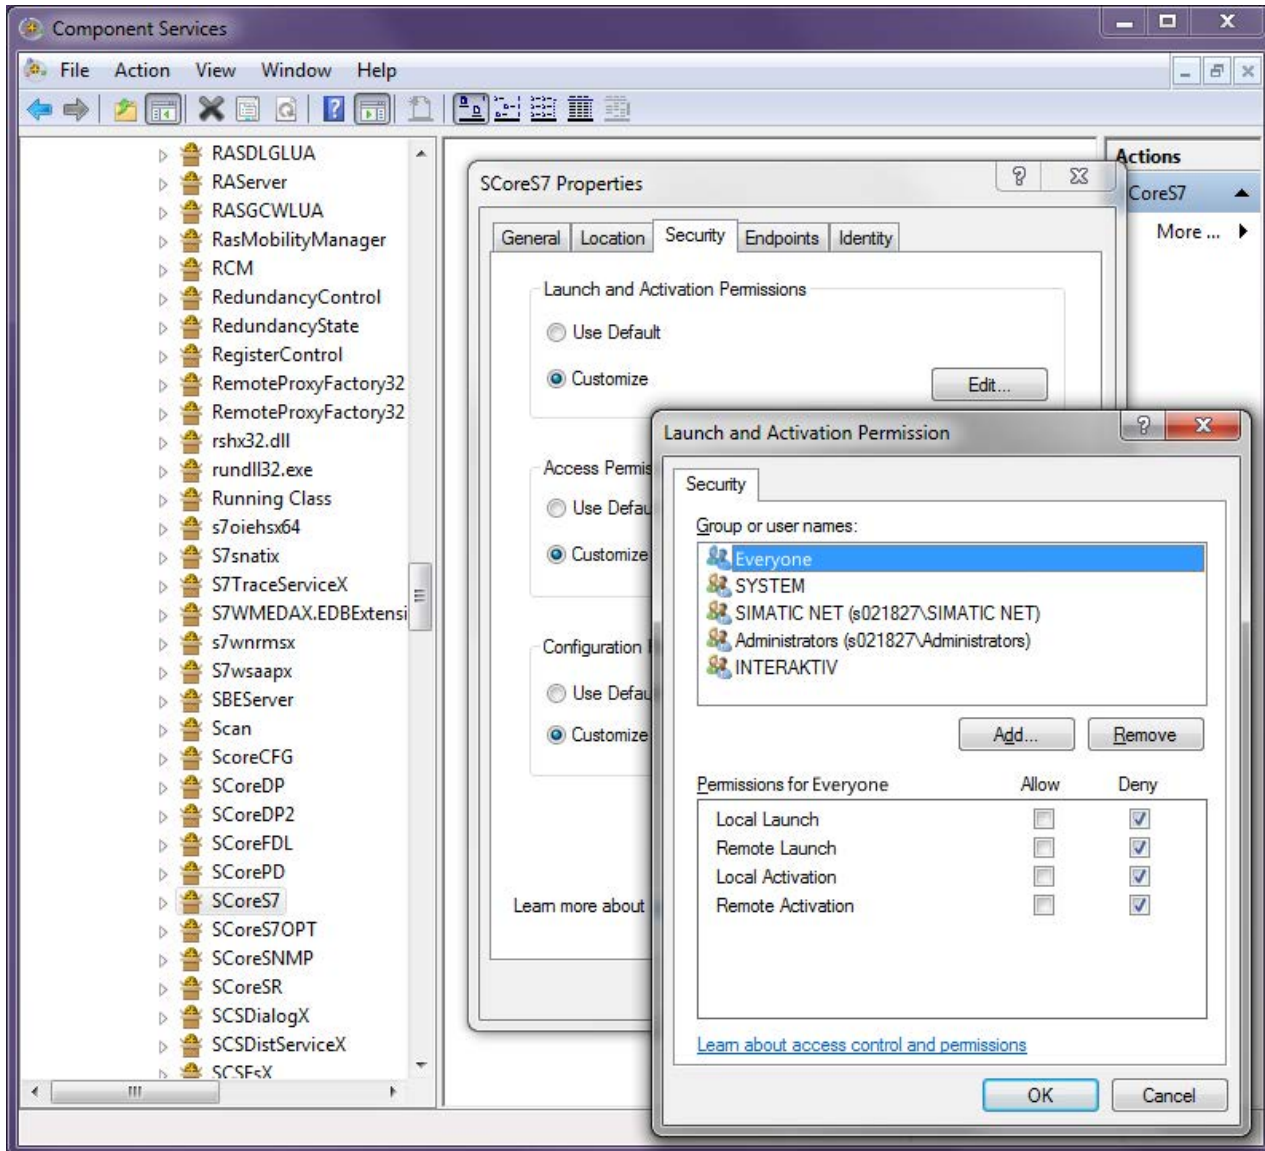 Component Services
File Action View Window Help
RASDLGLUA
RAServer
RASGCWLUA
RasMobilityManager
RCM
RedundancyControl
RedundancyState
RegisterControl
RemoteProxyFactory32
RemoteProxyFactory32
rshx32.dll
rundll32.exe
Running Class
s7oiehsx64
S7snatix
S7TraceServiceX
S7WMEDAX.EDBExtensi
s7wnrmsx
S7wsaapx
SBEServer
Scan
ScoreCFG
SCoreDP
SCoreDP2
SCoreFDL
SCorePD
SCoreS7
SCoreS7OPT
SCoreSNMP
SCoreSR
SCSDialogX
SCSDistServiceX
SCSFsX
SCoreS7 Properties
General Location Security Endpoints Identity
Launch and Activation Permissions
Use Default
Customize
Edit...
Access Permis
Use Defau
Customize
Configuration
Use Defau
Customize
Learn more about
Launch and Activation Permission
Security
Group or user names:
Everyone
SYSTEM
SIMATIC NET (s021827\SIMATIC NET)
Administrators (s021827\Administrators)
INTERAKTIV
Add... Remove
Permissions for Everyone Allow Deny
Local Launch
Remote Launch
Local Activation
Remote Activation
Learn about access control and permissions
OK Cancel
Actions
CoreS7
More ...